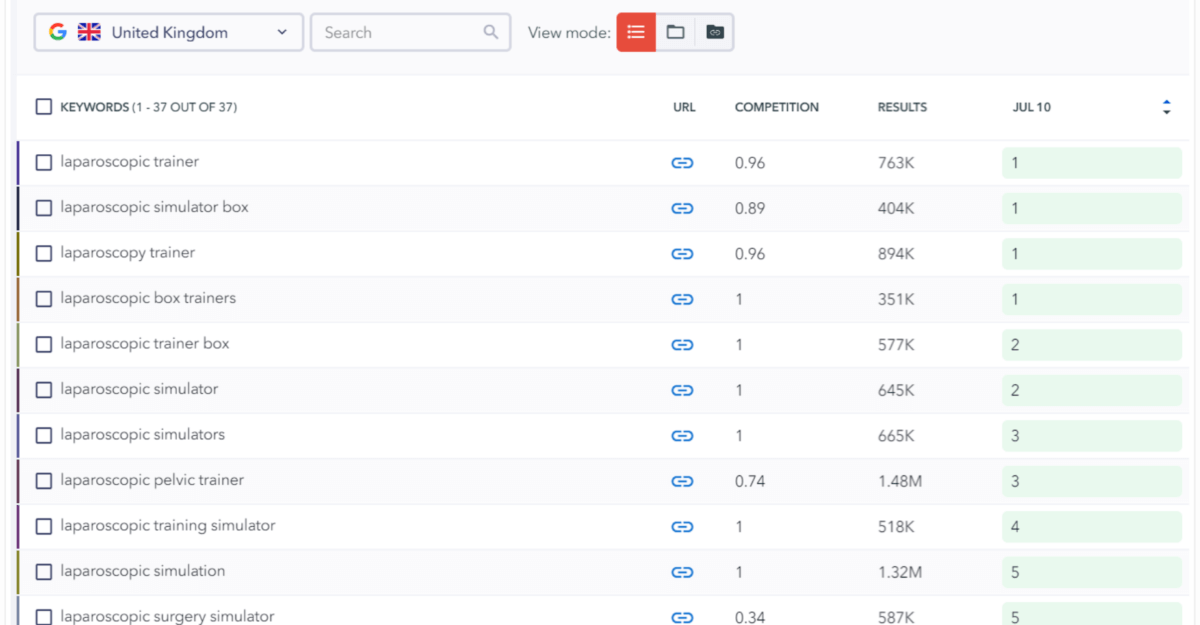 United Kingdom Search View mode:
KEYWORDS (1 - 37 OUT OF 37) URL COMPETITION RESULTS JUL 10
laparoscopic trainer 0.96 763K 1
laparoscopic simulator box 0.89 404K 1
laparoscopy trainer 0.96 894K 1
laparoscopic box trainers 1 351K 1
laparoscopic trainer box 1 577K 2
laparoscopic simulator 1 645K 2
laparoscopic simulators 1 665K 3
laparoscopic pelvic trainer 0.74 1.48M 3
laparoscopic training simulator 1 518K 4
laparoscopic simulation 1 1.32M 5
laparoscopic surgery simulator 0.34 587K 5